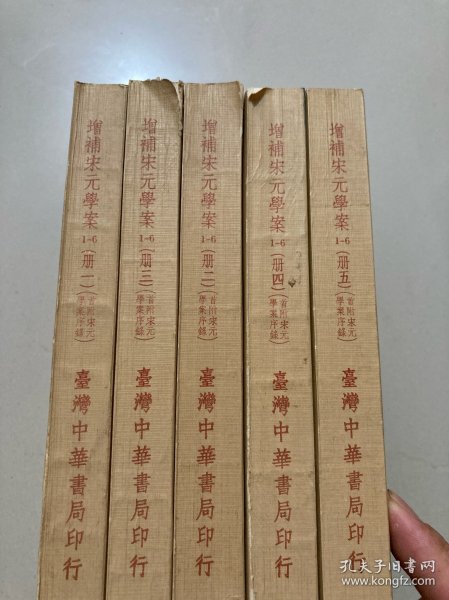 增補宋元學案 1-6 (册一) (首附宋元學案序錄) 臺灣中華書局印行
增補宋元學案 1-6 (册三) (首附宋元學案序錄) 臺灣中華書局印行
增補宋元學案 1-6 (册二) (首附宋元學案序錄) 臺灣中華書局印行
增補宋元學案 1-6 (册四) (首附宋元學案序錄) 臺灣中華書局印行
增補宋元學案 1-6 (册五) (首附宋元學案序錄) 臺灣中華書局印行
孔夫子旧书网
www.kongfz.com